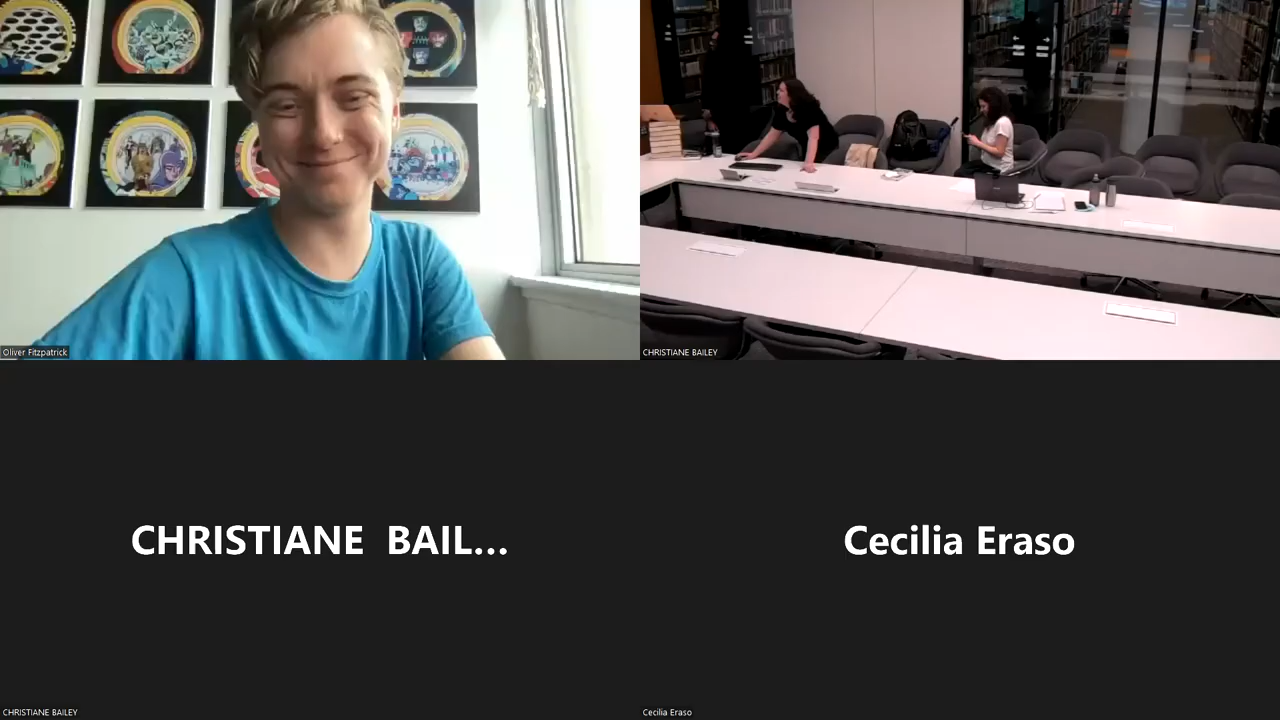 Oliver Fitzpatrick
CHRISTIANE BAILEY
CHRISTIANE BAIL...
Cecilia Eraso
CHRISTIANE BAILEY
Cecilia Eraso